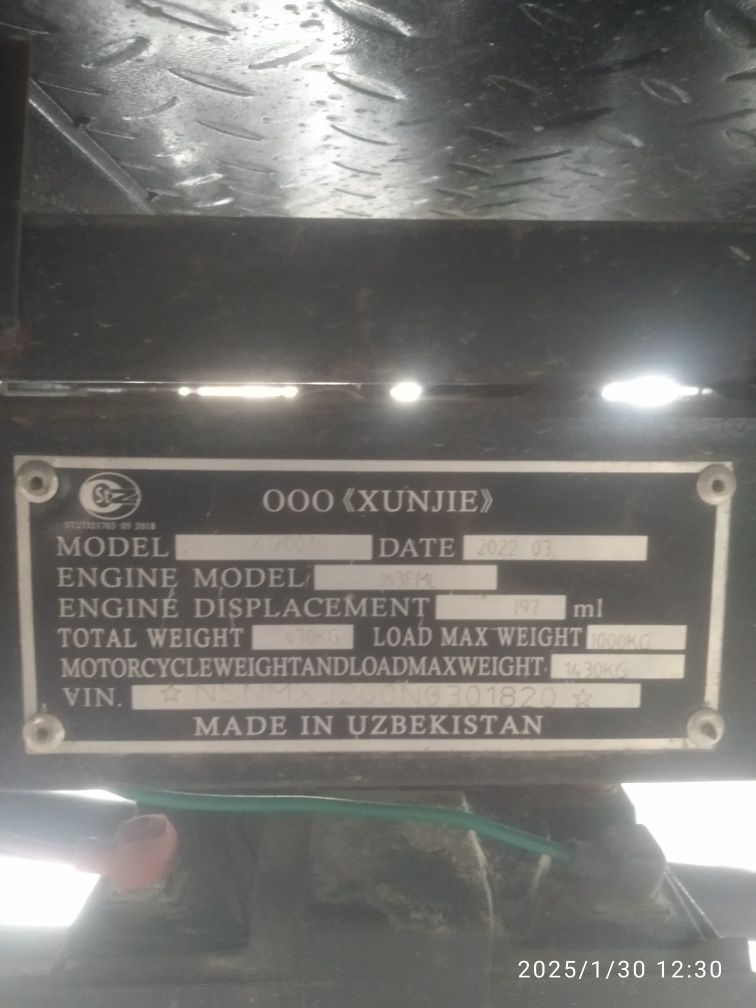 OOO《XUNJIE》
MODEL DATE 2022 03
ENGINE MODEL 163FML
ENGINE DISPLACEMENT 197 ml
TOTAL WEIGHT 430KG LOAD MAX WEIGHT 1000KG
MOTORCYCLEWEIGHTANDLOADMAXWEIGHT 1430KG
VIN. ☆ NSNMXJ200NG301820 ☆
MADE IN UZBEKISTAN
2025/1/30 12:30